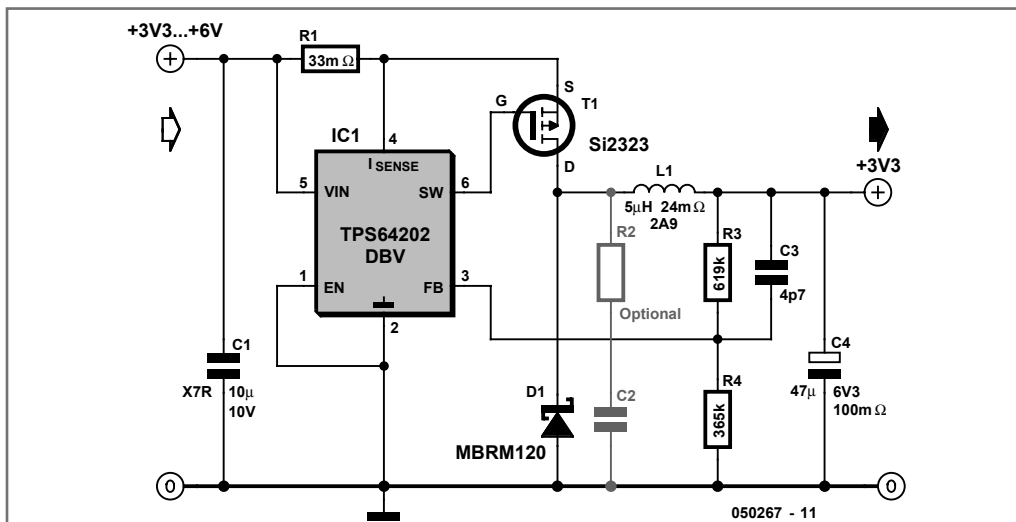 +3V3...+6V
R1
33m Ω
S
G
T1
IC1
4
I SENSE
Si2323
D
+3V3
5
VIN
SW
6
L1
5µH 24mΩ
2A9
TPS64202
DBV
R2
R3
619k
C3
4p7
1
EN
FB
3
Optional
2
C1
X7R
10µ
10V
D1
C2
R4
365k
C4
47µ
6V3
100mΩ
MBRM120
0
0
050267 - 11